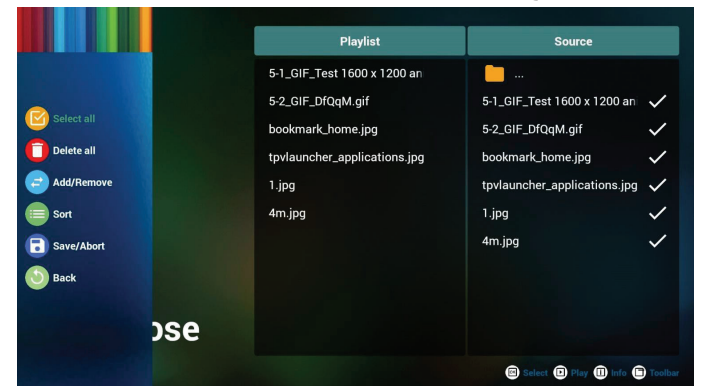 Playlist
Source
5-1_GIF_Test 1600 x 1200 an
5-2_GIF_DfQqM.gif
bookmark_home.jpg
tpvlauncher_applications.jpg
1.jpg
4m.jpg
...
5-1_GIF_Test 1600 x 1200 an
5-2_GIF_DfQqM.gif
bookmark_home.jpg
tpvlauncher_applications.jpg
1.jpg
4m.jpg
Select all
Delete all
Add/Remove
Sort
Save/Abort
Back
ose
Select Play Info Toolbar